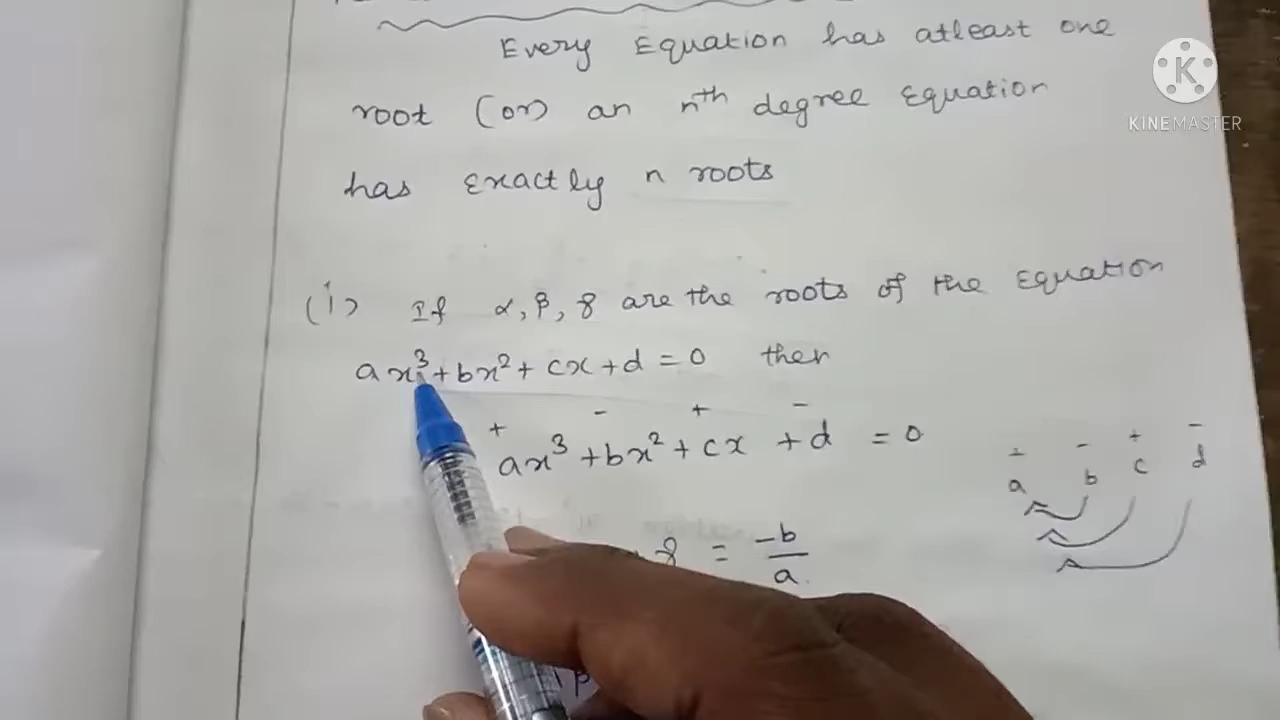 Every Equation has atleast one
root (or) an nth degree Equation
has Exactly n roots
(i) If α, β, γ are the roots of the Equation
ax³ + bx² + cx + d = 0 then
+ - + -
ax³ + bx² + cx + d = 0
+ - + -
a b c d
γ = -b/a
β
K
KINEMASTER